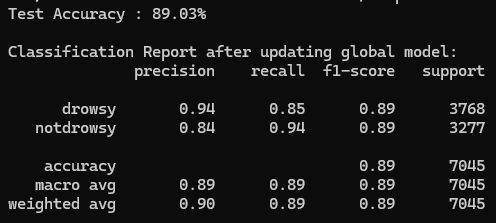 Test Accuracy : 89.03%
Classification Report after updating global model:
precision recall f1-score support
drowsy 0.94 0.85 0.89 3768
notdrowsy 0.84 0.94 0.89 3277
accuracy 0.89 7045
macro avg 0.89 0.89 0.89 7045
weighted avg 0.90 0.89 0.89 7045